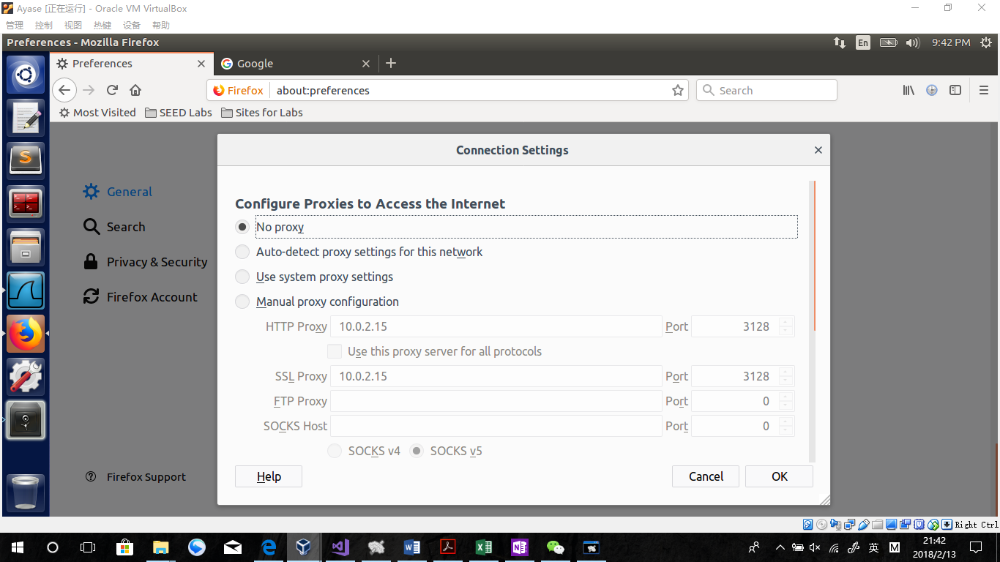 Ayase [正在运行] - Oracle VM VirtualBox
管理 控制 视图 热键 设备 帮助
Preferences - Mozilla Firefox En 9:42 PM
Preferences Google
Firefox about:preferences Search
Most Visited SEED Labs Sites for Labs
Connection Settings
General
Search
Privacy & Security
Firefox Account
Firefox Support
Configure Proxies to Access the Internet
No proxy
Auto-detect proxy settings for this network
Use system proxy settings
Manual proxy configuration
HTTP Proxy 10.0.2.15 Port 3128
Use this proxy server for all protocols
SSL Proxy 10.0.2.15 Port 3128
FTP Proxy Port 0
SOCKS Host Port 0
SOCKS v4 SOCKS v5
Help Cancel OK
Right Ctrl
英 M 21:42
2018/2/13